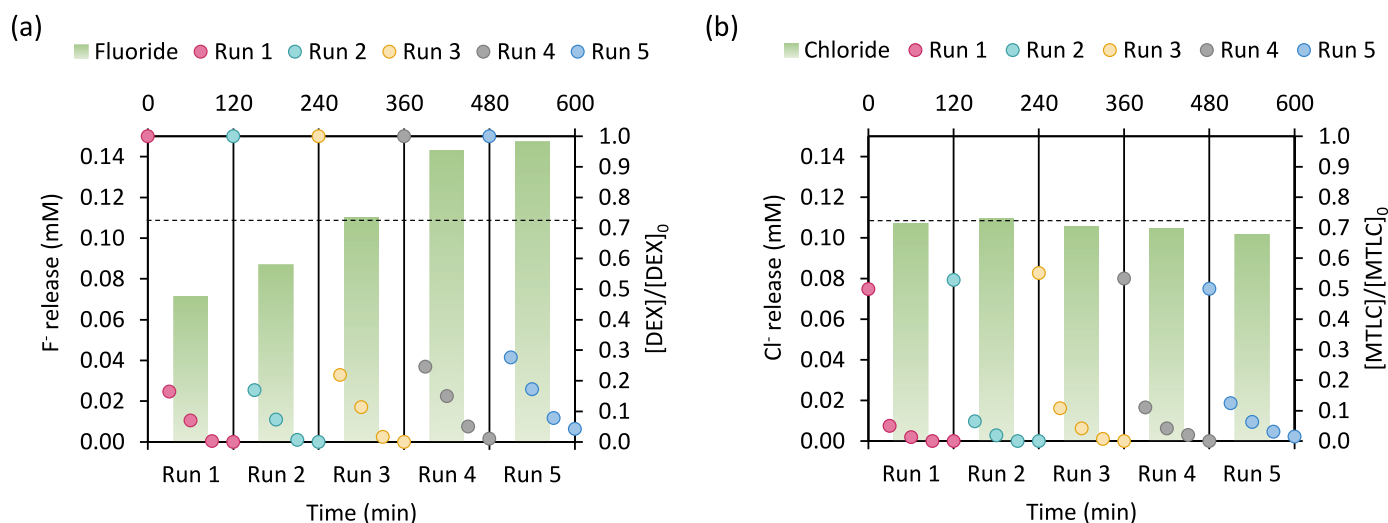 (a)
Fluoride Run 1 Run 2 Run 3 Run 4 Run 5
0 120 240 360 480 600
0.14
0.12
0.10
0.08
0.06
0.04
0.02
0.00
F- release (mM)
1.0
0.9
0.8
0.7
0.6
0.5
0.4
0.3
0.2
0.1
0.0
[DEX]/[DEX]0
Run 1 Run 2 Run 3 Run 4 Run 5
Time (min)
(b)
Chloride Run 1 Run 2 Run 3 Run 4 Run 5
0 120 240 360 480 600
0.14
0.12
0.10
0.08
0.06
0.04
0.02
0.00
Cl- release (mM)
1.0
0.9
0.8
0.7
0.6
0.5
0.4
0.3
0.2
0.1
0.0
[MTLC]/[MTLC]0
Run 1 Run 2 Run 3 Run 4 Run 5
Time (min)